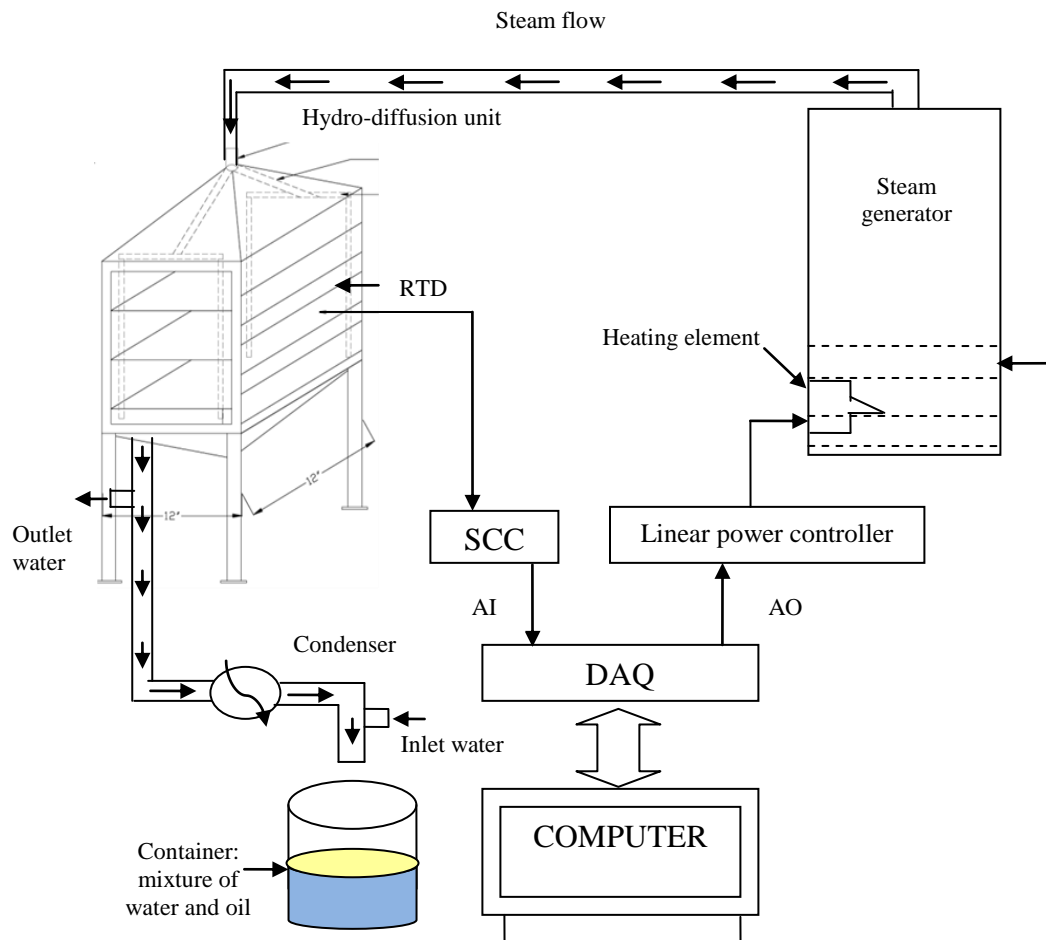 Steam flow
Hydro-diffusion unit
Steam
generator
RTD
Heating element
12"
12"
Outlet
water
SCC
Linear power controller
AI
AO
Condenser
DAQ
Inlet water
COMPUTER
Container:
mixture of
water and oil